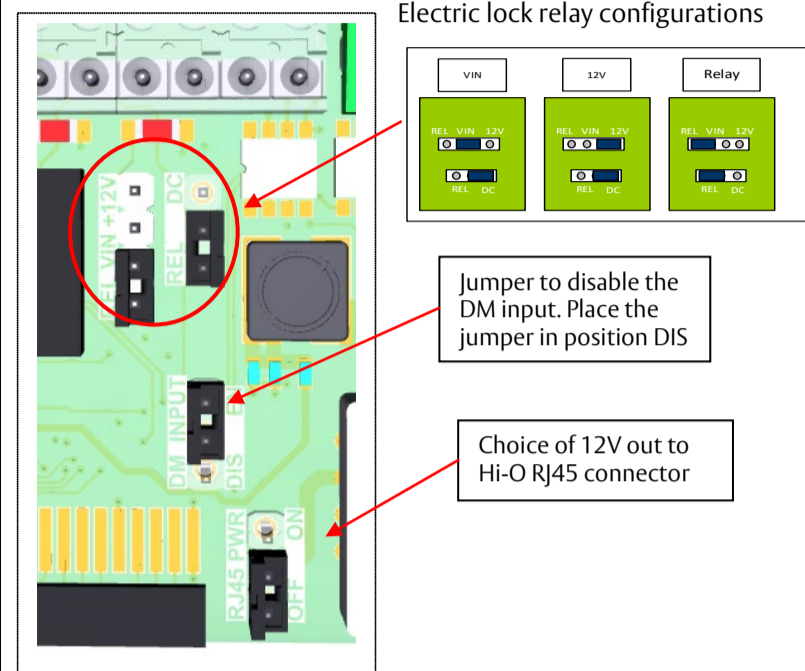 Electric lock relay configurations
VIN
12V
Relay
REL VIN 12V
REL DC
REL VIN 12V
REL DC
REL VIN 12V
REL DC
REL VIN +12V
REL DC
Jumper to disable the
DM input. Place the
jumper in position DIS
DM INPUT
DIS EN
Choice of 12V out to
Hi-O RJ45 connector
RJ45 PWR
OFF ON